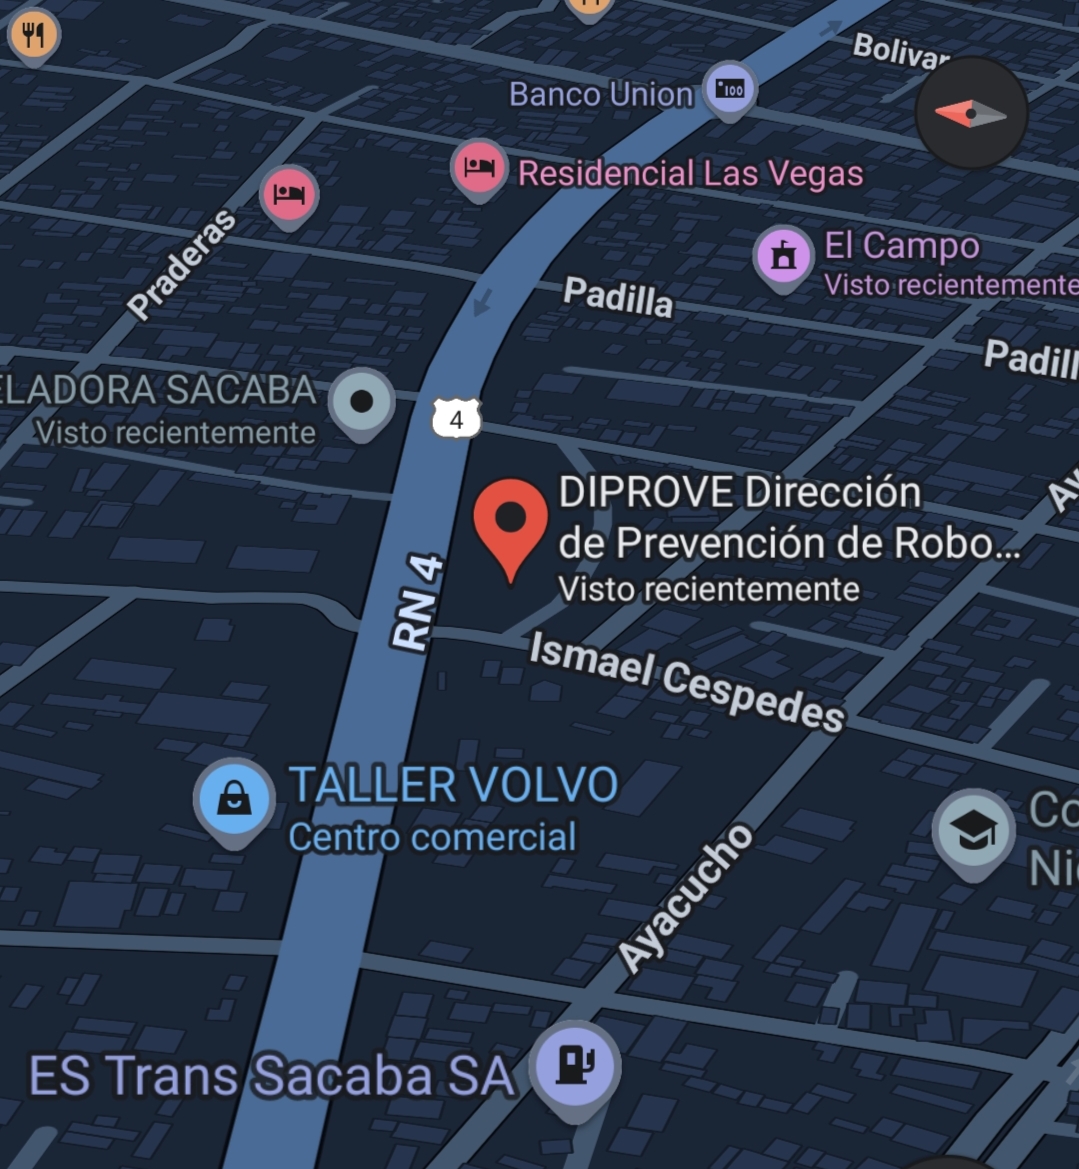 Bolivar
Banco Union
100
Residencial Las Vegas
El Campo
Visto recientemente
Praderas
Padilla
Padill
ELADORA SACABA
Visto recientemente
4
Av
DIPROVE Dirección
de Prevención de Robo...
Visto recientemente
RN 4
Ismael Cespedes
TALLER VOLVO
Centro comercial
Co
Nic
Ayacucho
ES Trans Sacaba SA